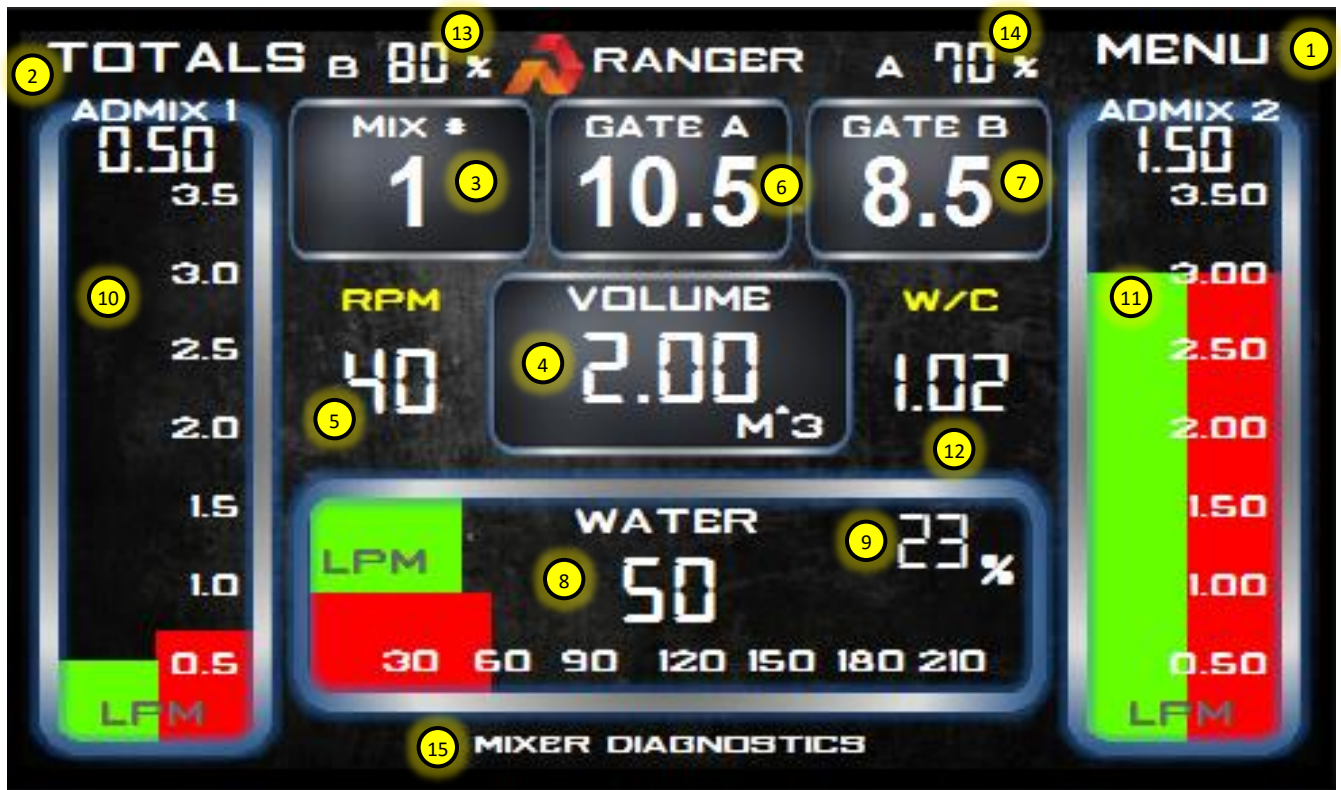 TOTALS B 80 % 13 RANGER A 70 % 14 MENU 1
2
ADMIX 1
0.50
3.5
3.0
10
2.5
2.0
1.5
1.0
0.5
LPM
MIX #
1 3
GATE A
10.5 6
GATE B
8.5 7
RPM
40
5
VOLUME
4 2.00
M^3
W/C
1.02
12
WATER
9 23 %
LPM
8 50
30 60 90 120 150 180 210
ADMIX 2
1.50
3.50
3.00
11
2.50
2.00
1.50
1.00
0.50
LPM
15 MIXER DIAGNOSTICS